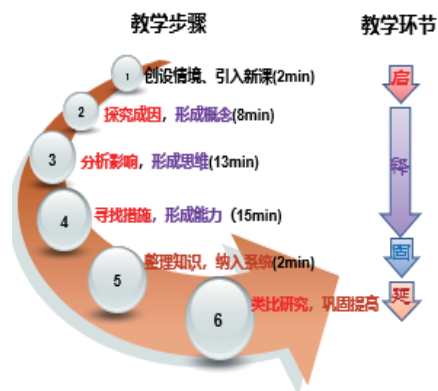 教学步骤
教学环节
1 创设情境、引入新课(2min)
启
2 探究成因，形成概念(8min)
3 分析影响，形成思维(13min)
帮
4 寻找措施，形成能力（15min)
固
5 整理知识，纳入系统(2min)
6 类比研究，巩固提高
延